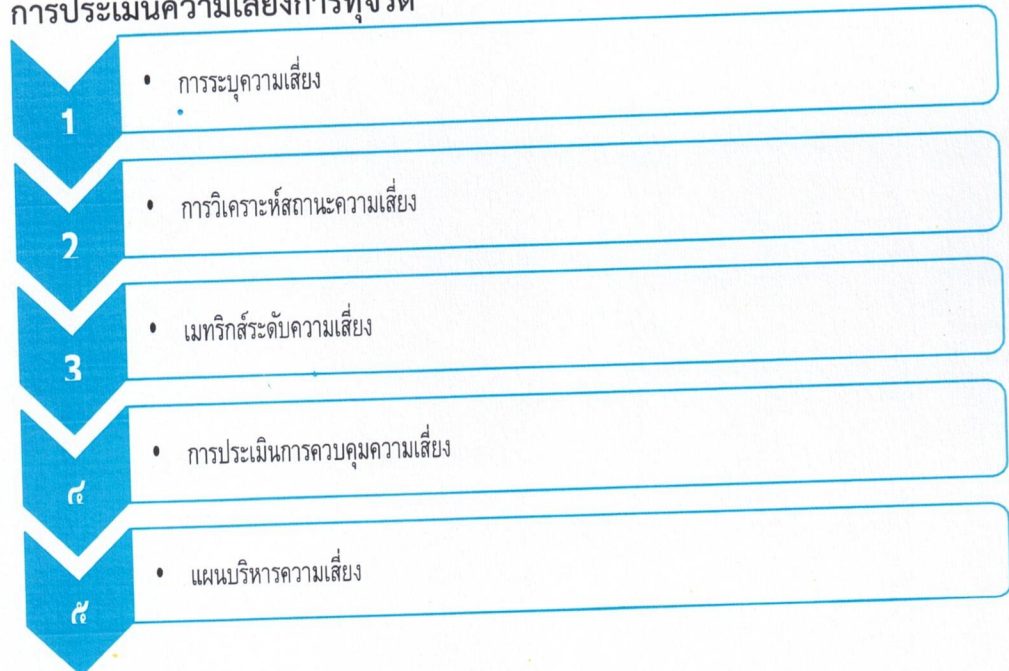 การประเมินความเสี่ยงการทุจริต
1
• การระบุความเสี่ยง
2
• การวิเคราะห์สถานะความเสี่ยง
3
• เมทริกส์ระดับความเสี่ยง
๔
• การประเมินการควบคุมความเสี่ยง
๕
• แผนบริหารความเสี่ยง